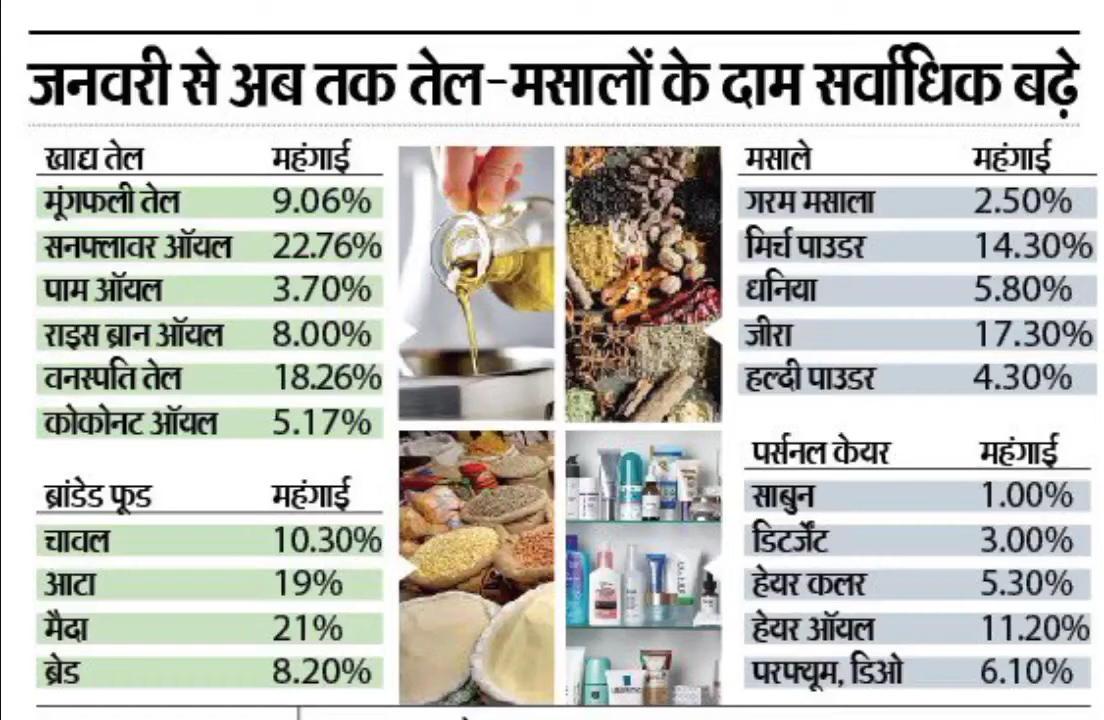 जनवरी से अब तक तेल-मसालों के दाम सर्वाधिक बढ़े
खाद्य तेल महंगाई
मूंगफली तेल 9.06%
सनफ्लावर ऑयल 22.76%
पाम ऑयल 3.70%
राइस ब्रान ऑयल 8.00%
वनस्पति तेल 18.26%
कोकोनट ऑयल 5.17%
ब्रांडेड फूड महंगाई
चावल 10.30%
आटा 19%
मैदा 21%
ब्रेड 8.20%
मसाले महंगाई
गरम मसाला 2.50%
मिर्च पाउडर 14.30%
धनिया 5.80%
जीरा 17.30%
हल्दी पाउडर 4.30%
पर्सनल केयर महंगाई
साबुन 1.00%
डिटर्जेंट 3.00%
हेयर कलर 5.30%
हेयर ऑयल 11.20%
परफ्यूम, डिओ 6.10%